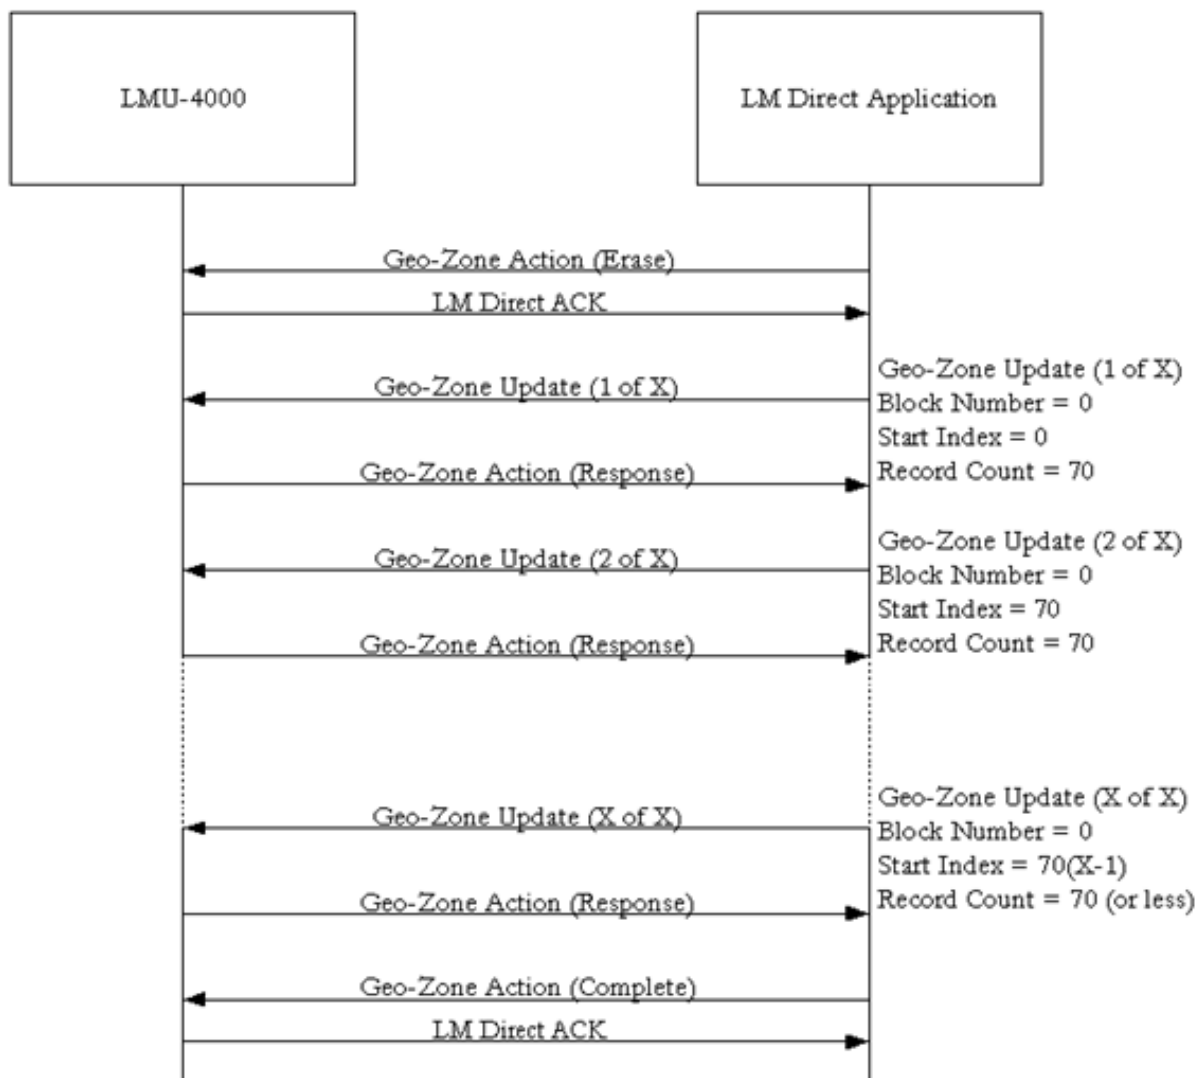 LMU-4000
LM Direct Application
Geo-Zone Action (Erase)
LM Direct ACK
Geo-Zone Update (1 of X)
Geo-Zone Update (1 of X)
Block Number = 0
Start Index = 0
Record Count = 70
Geo-Zone Action (Response)
Geo-Zone Update (2 of X)
Geo-Zone Update (2 of X)
Block Number = 0
Start Index = 70
Record Count = 70
Geo-Zone Action (Response)
Geo-Zone Update (X of X)
Geo-Zone Update (X of X)
Block Number = 0
Start Index = 70(X-1)
Record Count = 70 (or less)
Geo-Zone Action (Response)
Geo-Zone Action (Complete)
LM Direct ACK